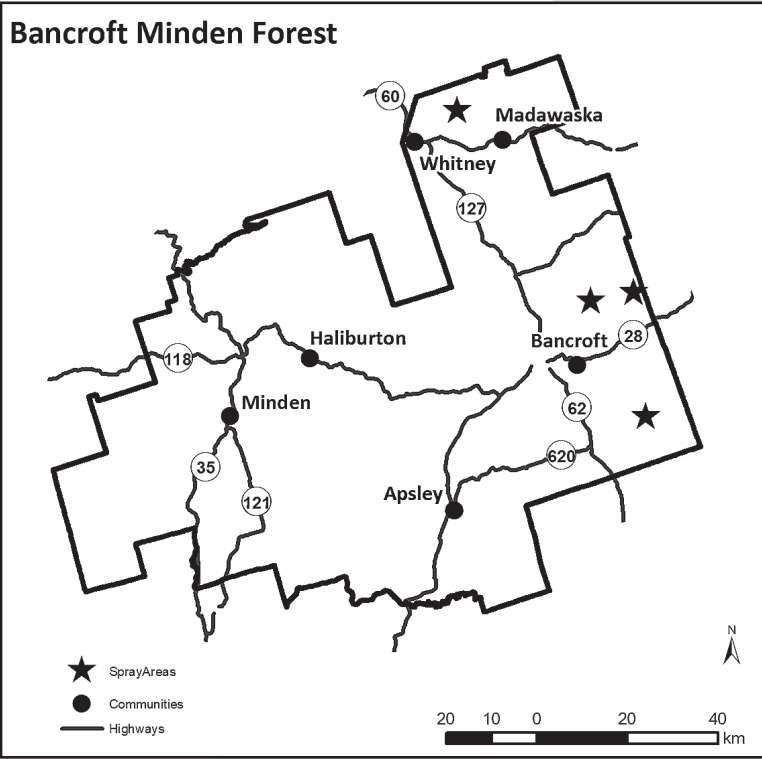 Bancroft Minden Forest
60
Madawaska
Whitney
127
Haliburton
Bancroft
28
118
Minden
62
35
620
Apsley
121
N
SprayAreas
Communities
Highways
20 10 0 20 40
km